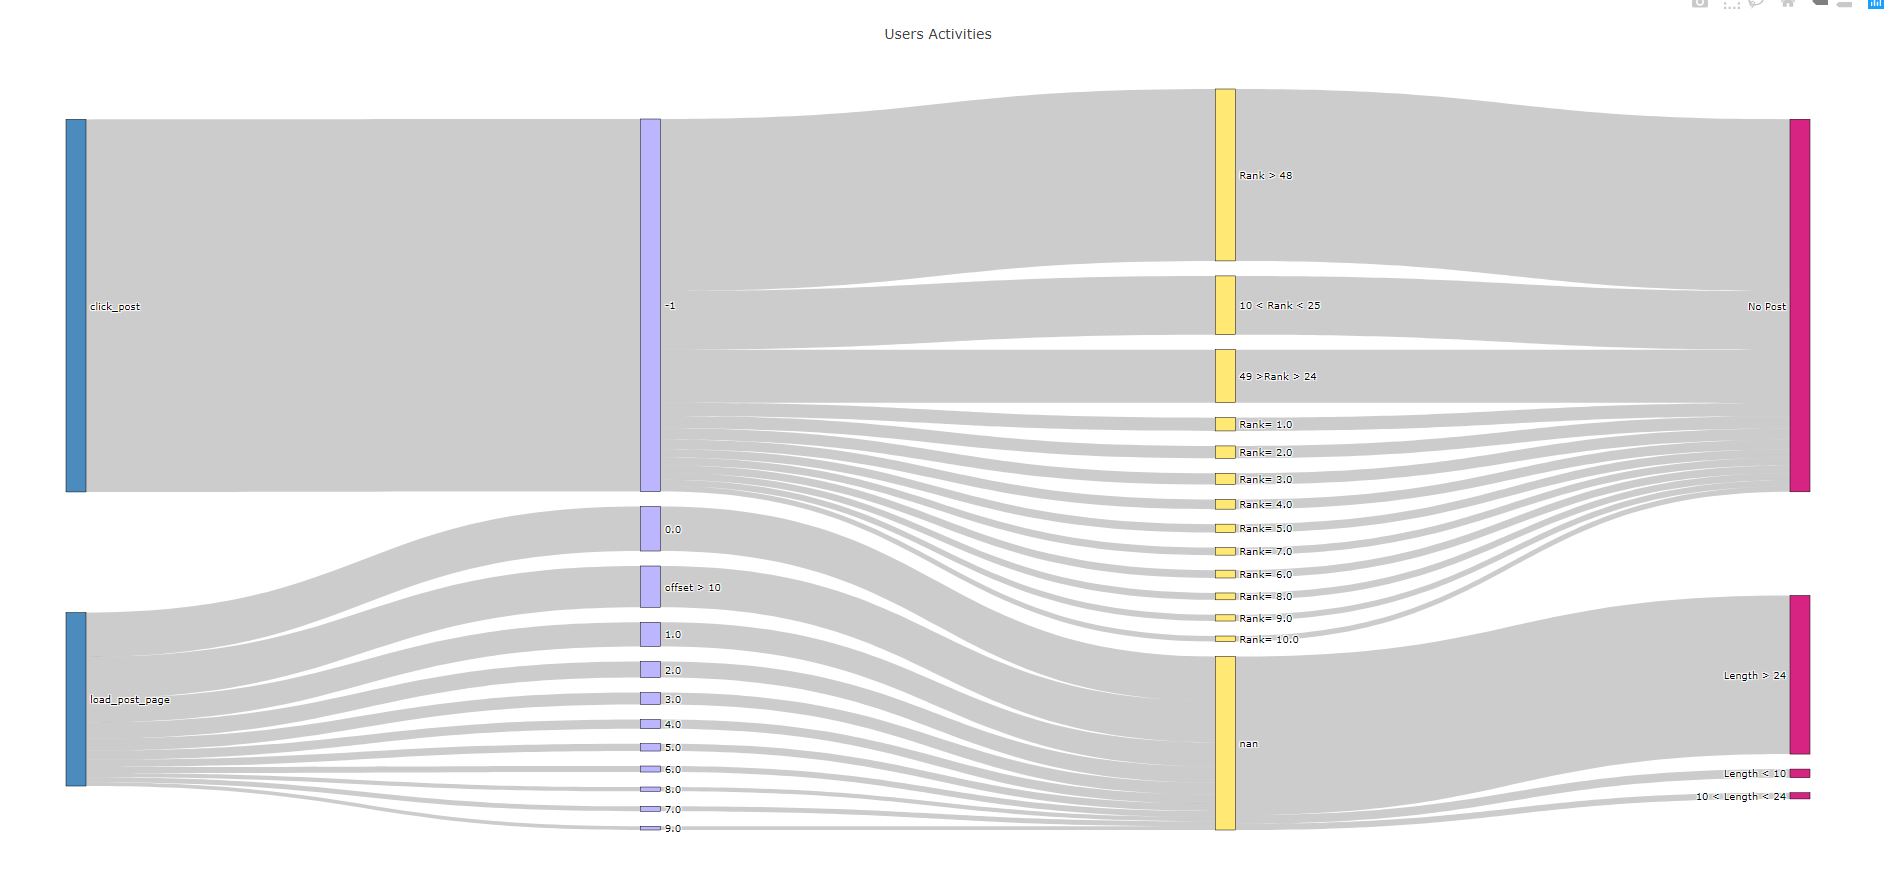 Users Activities
click_post
load_post_page
-1
0.0
offset > 10
1.0
2.0
3.0
4.0
5.0
6.0
8.0
7.0
9.0
Rank > 48
10 < Rank < 25
49 >Rank > 24
Rank= 1.0
Rank= 2.0
Rank= 3.0
Rank= 4.0
Rank= 5.0
Rank= 7.0
Rank= 6.0
Rank= 8.0
Rank= 9.0
Rank= 10.0
nan
No Post
Length > 24
Length < 10
10 < Length < 24